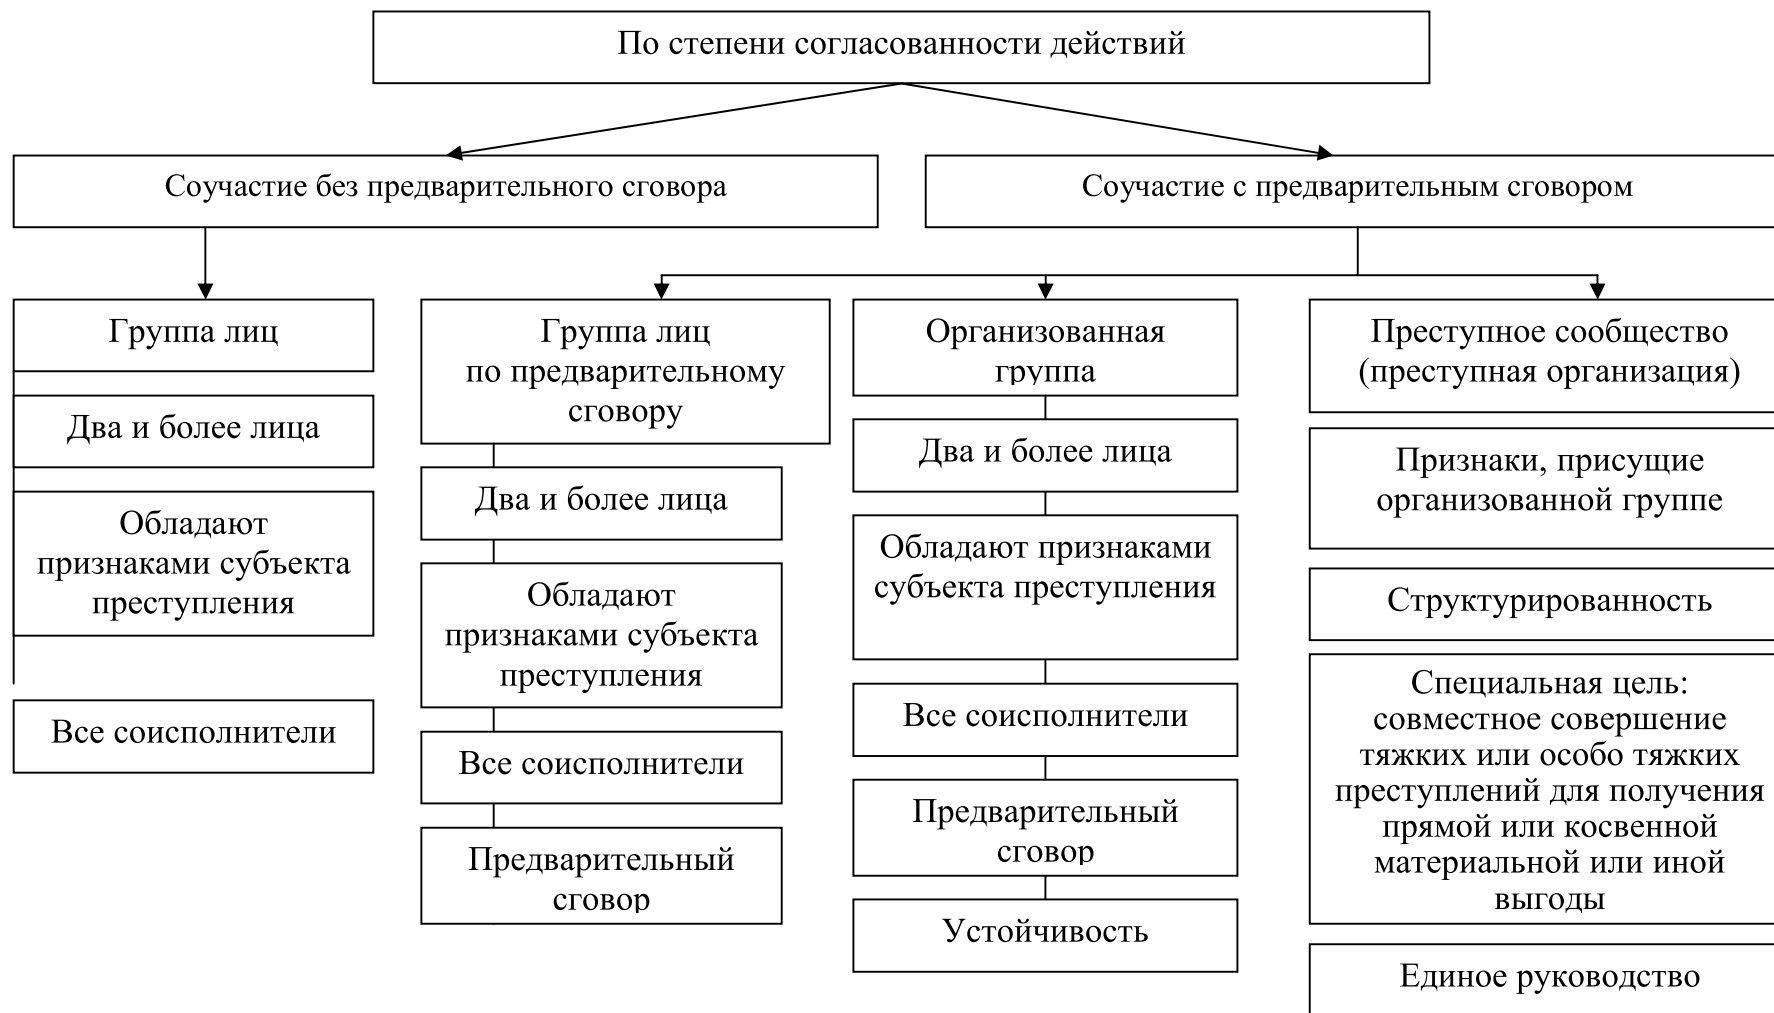 По степени согласованности действий
Соучастие без предварительного сговора
Соучастие с предварительным сговором
Группа лиц
Два и более лица
Обладают
признаками субъекта
преступления
Все соисполнители
Группа лиц
по предварительному
сговору
Два и более лица
Обладают
признаками субъекта
преступления
Все соисполнители
Предварительный
сговор
Организованная
группа
Два и более лица
Обладают признаками
субъекта преступления
Все соисполнители
Предварительный
сговор
Устойчивость
Преступное сообщество
(преступная организация)
Признаки, присущие
организованной группе
Структурированность
Специальная цель:
совместное совершение
тяжких или особо тяжких
преступлений для получения
прямой или косвенной
материальной или иной
выгоды
Единое руководство